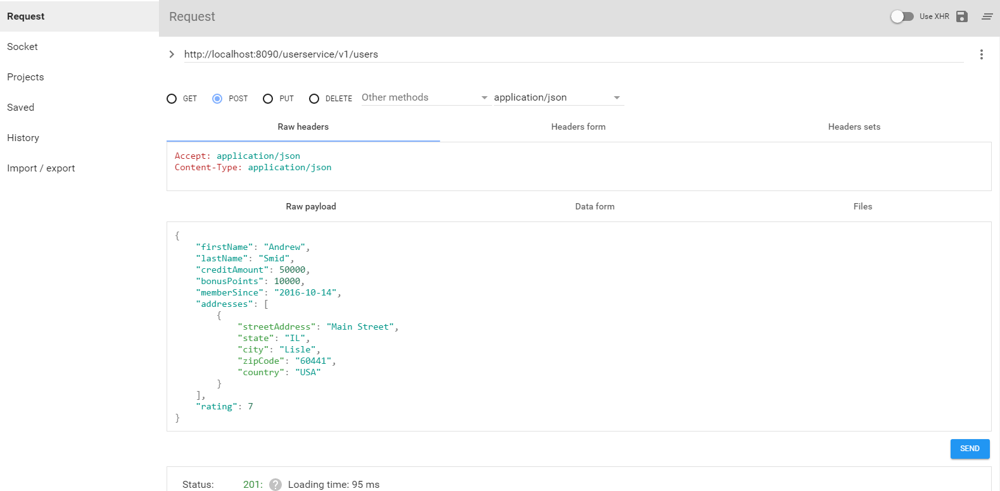 Request
Socket
Projects
Saved
History
Import / export
Request
Use XHR
http://localhost:8090/userservice/v1/users
GET POST PUT DELETE Other methods application/json
Raw headers Headers form Headers sets
Accept: application/json
Content-Type: application/json
Raw payload Data form Files
{
"firstName": "Andrew",
"lastName": "Smid",
"creditAmount": 50000,
"bonusPoints": 10000,
"memberSince": "2016-10-14",
"addresses": [
{
"streetAddress": "Main Street",
"state": "IL",
"city": "Lisle",
"zipCode": "60441",
"country": "USA"
}
],
"rating": 7
}
SEND
Status: 201: ? Loading time: 95 ms